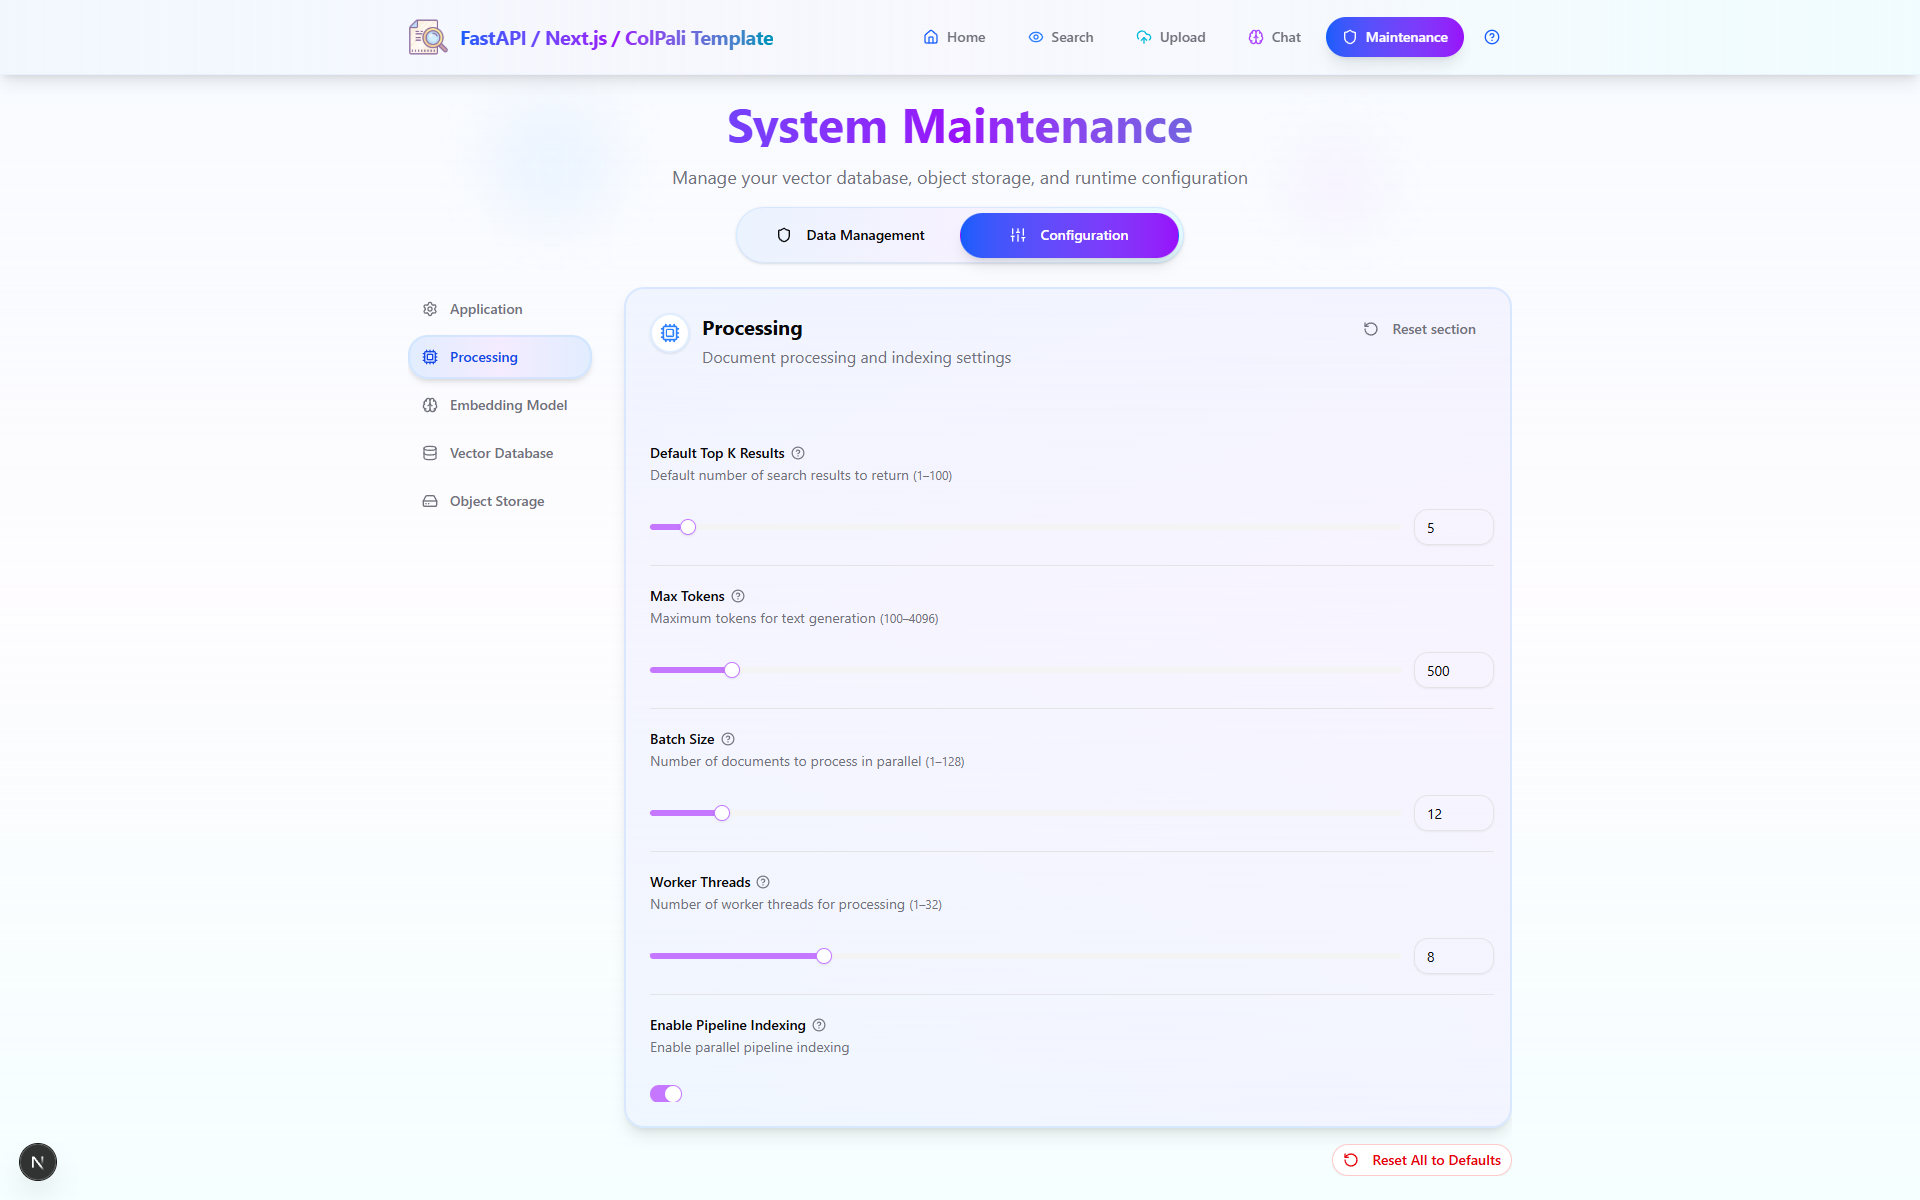 FastAPI / Next.js / ColPali Template
Home
Search
Upload
Chat
Maintenance
System Maintenance
Manage your vector database, object storage, and runtime configuration
Data Management
Configuration
Application
Processing
Embedding Model
Vector Database
Object Storage
Processing
Document processing and indexing settings
Reset section
Default Top K Results
Default number of search results to return (1–100)
5
Max Tokens
Maximum tokens for text generation (100–4096)
500
Batch Size
Number of documents to process in parallel (1–128)
12
Worker Threads
Number of worker threads for processing (1–32)
8
Enable Pipeline Indexing
Enable parallel pipeline indexing
N
Reset All to Defaults